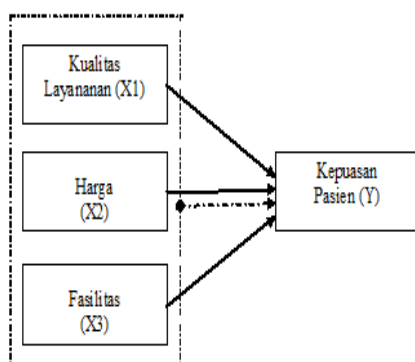 Kualitas
Layananan (X1)
Harga
(X2)
Kepuasan
Pasien (Y)
Fasilitas
(X3)